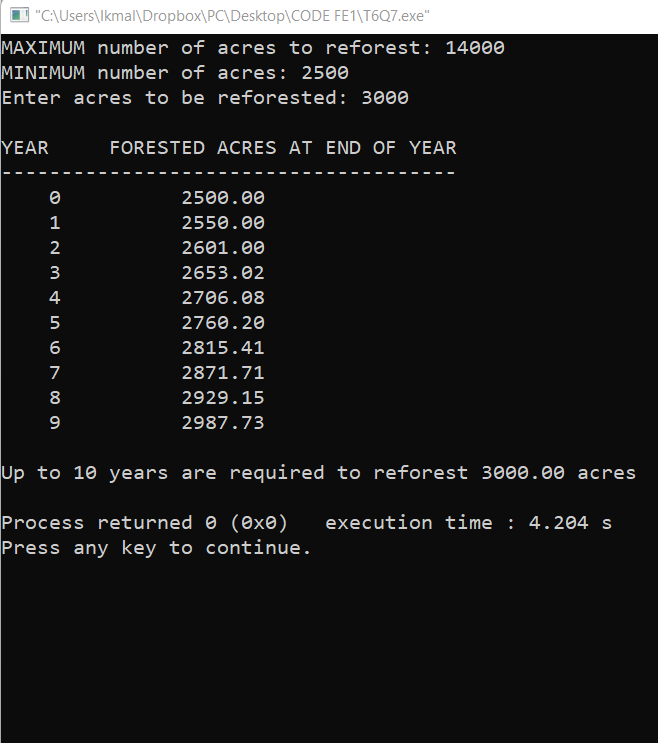 "C:\Users\Ikmal\Dropbox\PC\Desktop\CODE FE1\T6Q7.exe"
MAXIMUM number of acres to reforest: 14000
MINIMUM number of acres: 2500
Enter acres to be reforested: 3000
YEAR     FORESTED ACRES AT END OF YEAR
--------------------------------------
    0          2500.00
    1          2550.00
    2          2601.00
    3          2653.02
    4          2706.08
    5          2760.20
    6          2815.41
    7          2871.71
    8          2929.15
    9          2987.73
Up to 10 years are required to reforest 3000.00 acres
Process returned 0 (0x0)   execution time : 4.204 s
Press any key to continue.